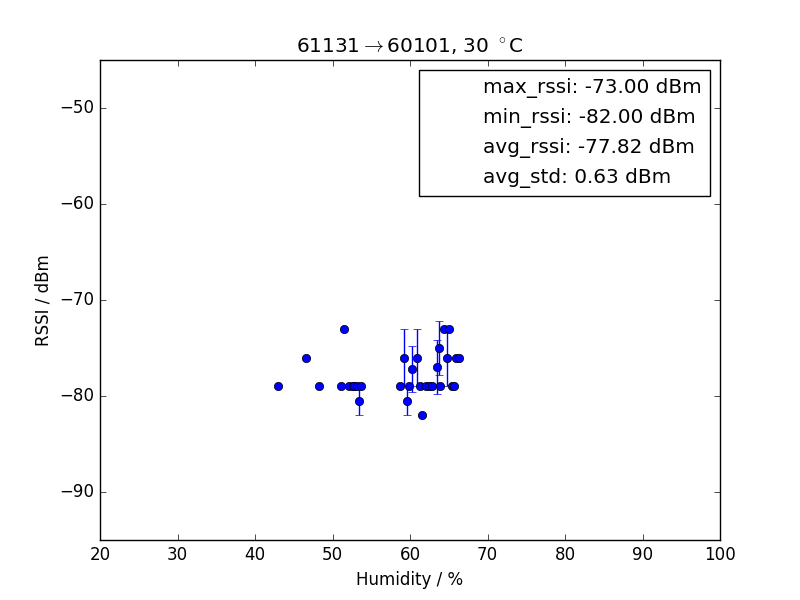 61131→60101, 30 °C
max_rssi: -73.00 dBm
min_rssi: -82.00 dBm
avg_rssi: -77.82 dBm
avg_std: 0.63 dBm
RSSI / dBm
−50
−60
−70
−80
−90
20 30 40 50 60 70 80 90 100
Humidity / %